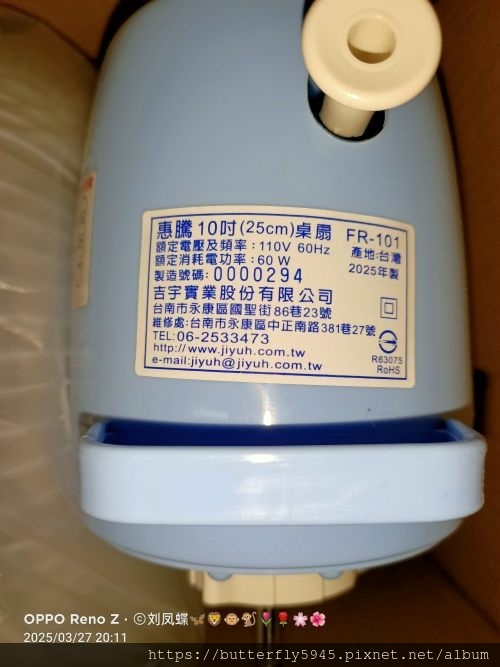 惠騰 10吋(25cm)桌扇 FR-101
額定電壓及頻率:110V 60Hz
產地:台灣
額定消耗電功率:60 W
2025年製
製造號碼:0000294
吉宇實業股份有限公司
台南市永康區國聖街86巷23號
維修處:台南市永康區中正南路381巷27號
TEL:06-2533473
http://www.jiyuh.com.tw
e-mail:jiyuh@jiyuh.com.tw
R63075
RoHS
OPPO Reno Z · ©刘凤蝶🦋🦁🐵🐒🌷🌹🌸🌺
2025/03/27 20:11
https://butterfly5945.pixnet.net/album